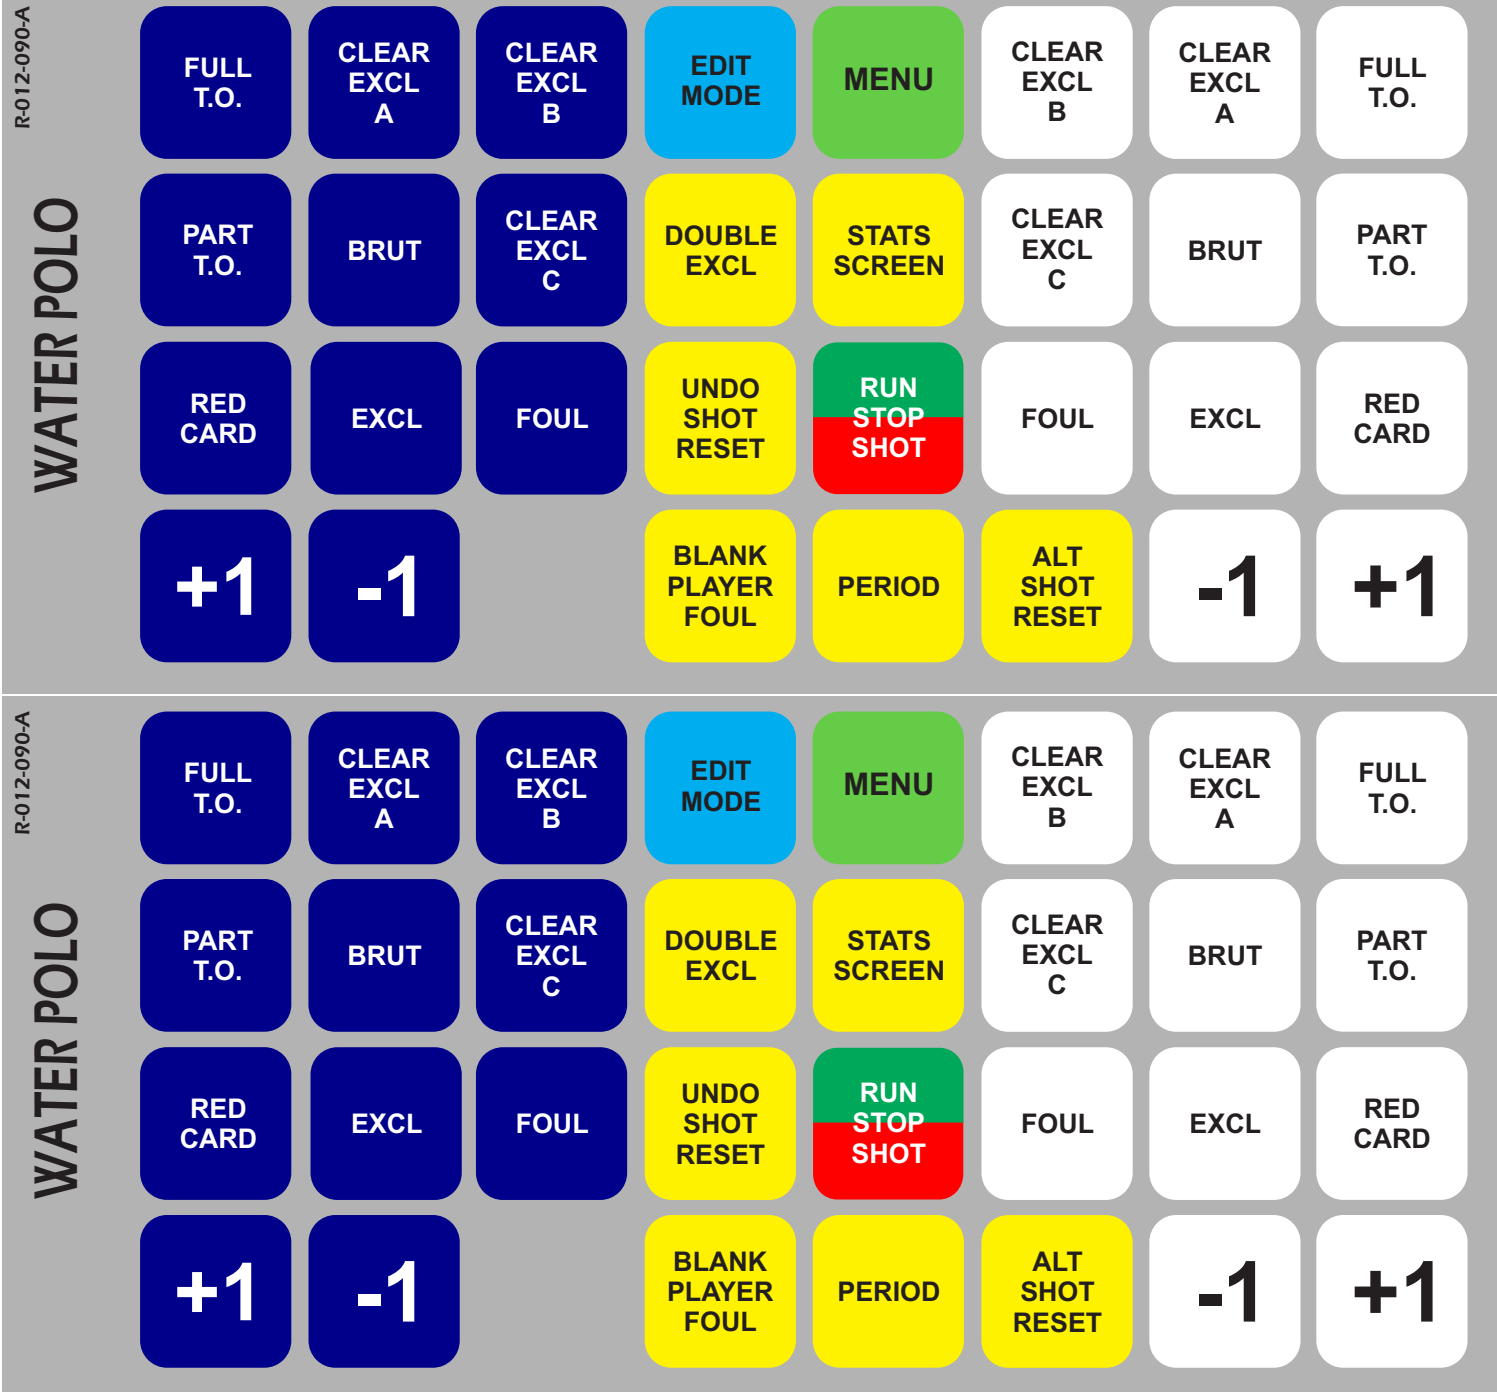 R-012-090-A
WATER POLO
FULL
T.O.
CLEAR
EXCL
A
CLEAR
EXCL
B
EDIT
MODE
MENU
CLEAR
EXCL
B
CLEAR
EXCL
A
FULL
T.O.
PART
T.O.
BRUT
CLEAR
EXCL
C
DOUBLE
EXCL
STATS
SCREEN
CLEAR
EXCL
C
BRUT
PART
T.O.
RED
CARD
EXCL
FOUL
UNDO
SHOT
RESET
RUN
STOP
SHOT
FOUL
EXCL
RED
CARD
+1
-1
BLANK
PLAYER
FOUL
PERIOD
ALT
SHOT
RESET
-1
+1
R-012-090-A
WATER POLO
FULL
T.O.
CLEAR
EXCL
A
CLEAR
EXCL
B
EDIT
MODE
MENU
CLEAR
EXCL
B
CLEAR
EXCL
A
FULL
T.O.
PART
T.O.
BRUT
CLEAR
EXCL
C
DOUBLE
EXCL
STATS
SCREEN
CLEAR
EXCL
C
BRUT
PART
T.O.
RED
CARD
EXCL
FOUL
UNDO
SHOT
RESET
RUN
STOP
SHOT
FOUL
EXCL
RED
CARD
+1
-1
BLANK
PLAYER
FOUL
PERIOD
ALT
SHOT
RESET
-1
+1